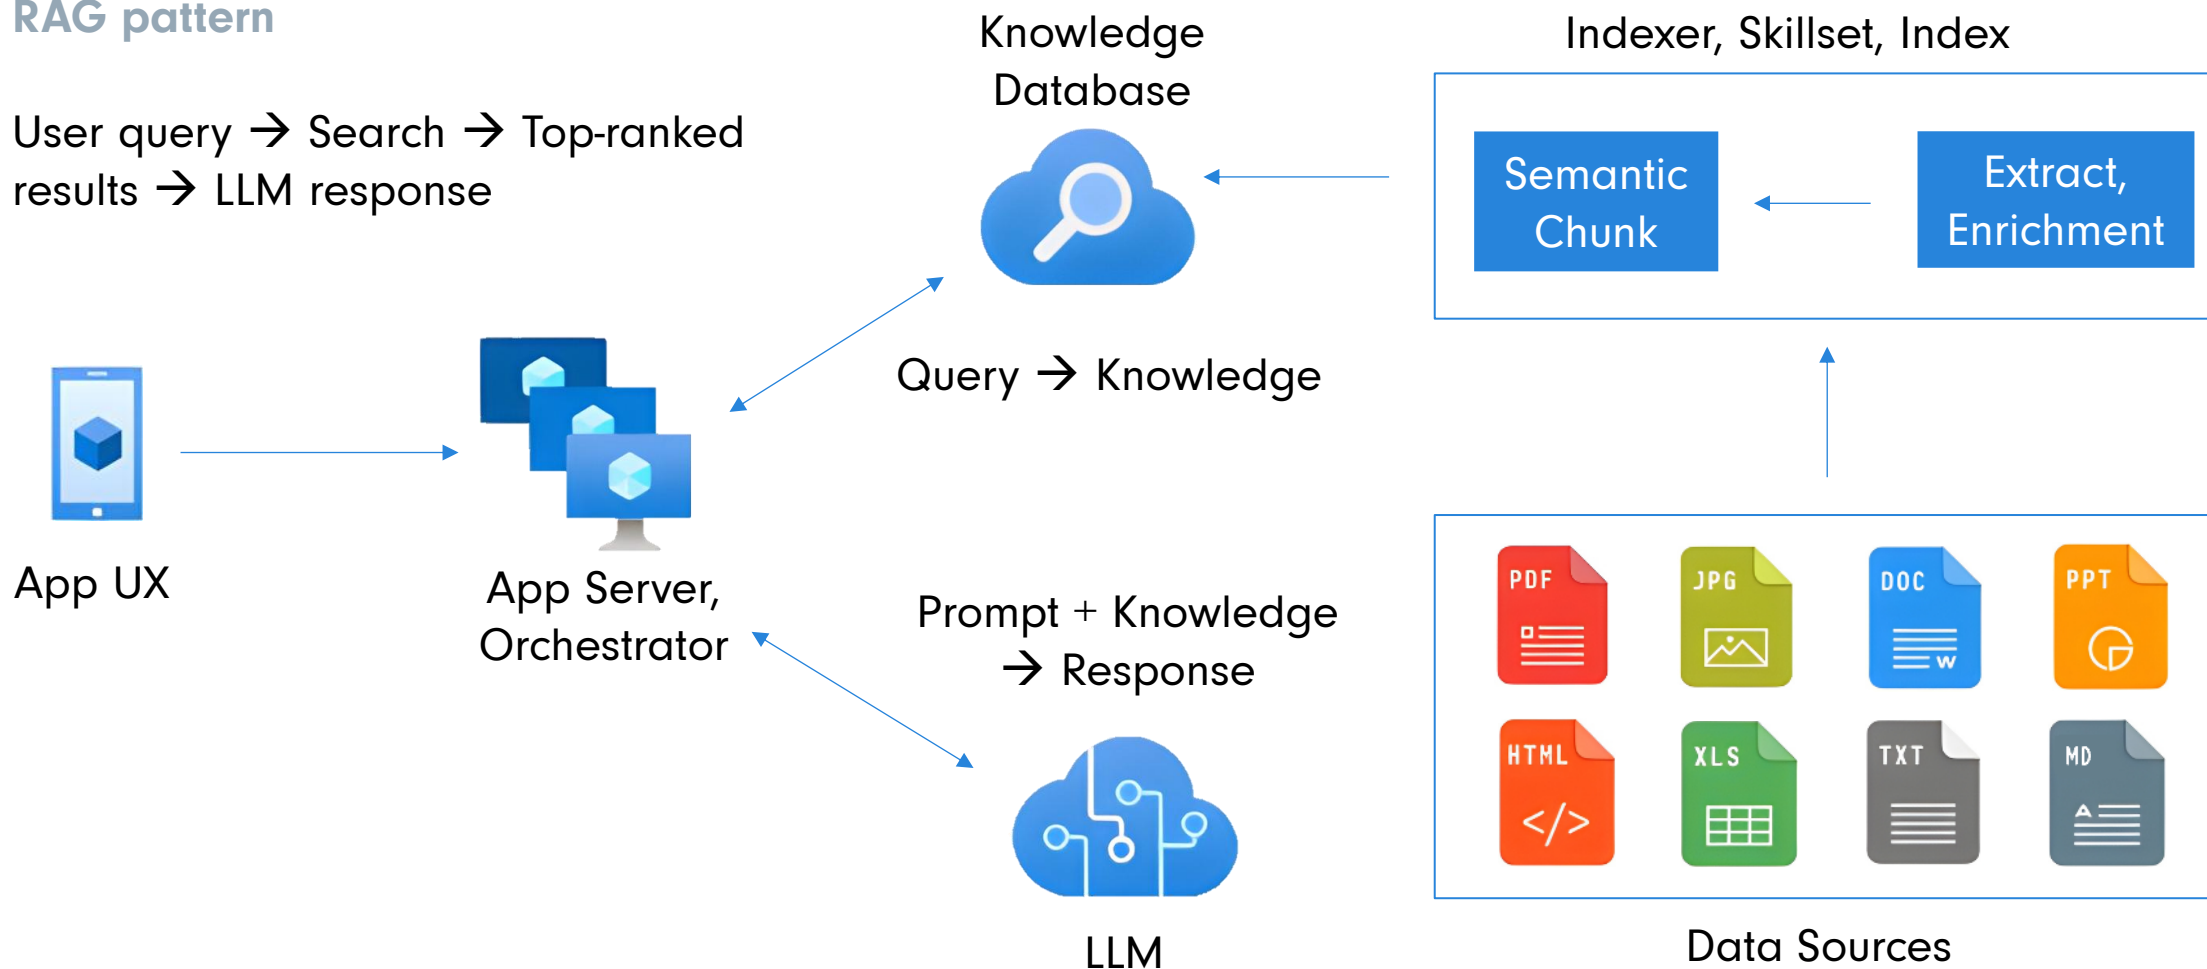 RAG pattern
User query → Search → Top-ranked
results → LLM response
Knowledge
Database
Indexer, Skillset, Index
Semantic
Chunk
Extract,
Enrichment
Query → Knowledge
App UX
App Server,
Orchestrator
Prompt + Knowledge
→ Response
LLM
PDF
JPG
DOC
W
PPT
HTML
</>
XLS
TXT
MD
A
Data Sources